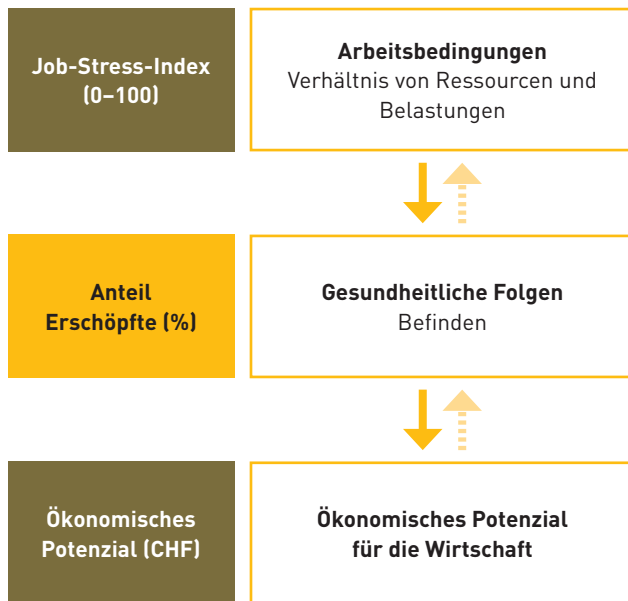 Job-Stress-Index
(0–100)
Arbeitsbedingungen
Verhältnis von Ressourcen und
Belastungen
Anteil
Erschöpfte (%)
Gesundheitliche Folgen
Befinden
Ökonomisches
Potenzial (CHF)
Ökonomisches Potenzial
für die Wirtschaft